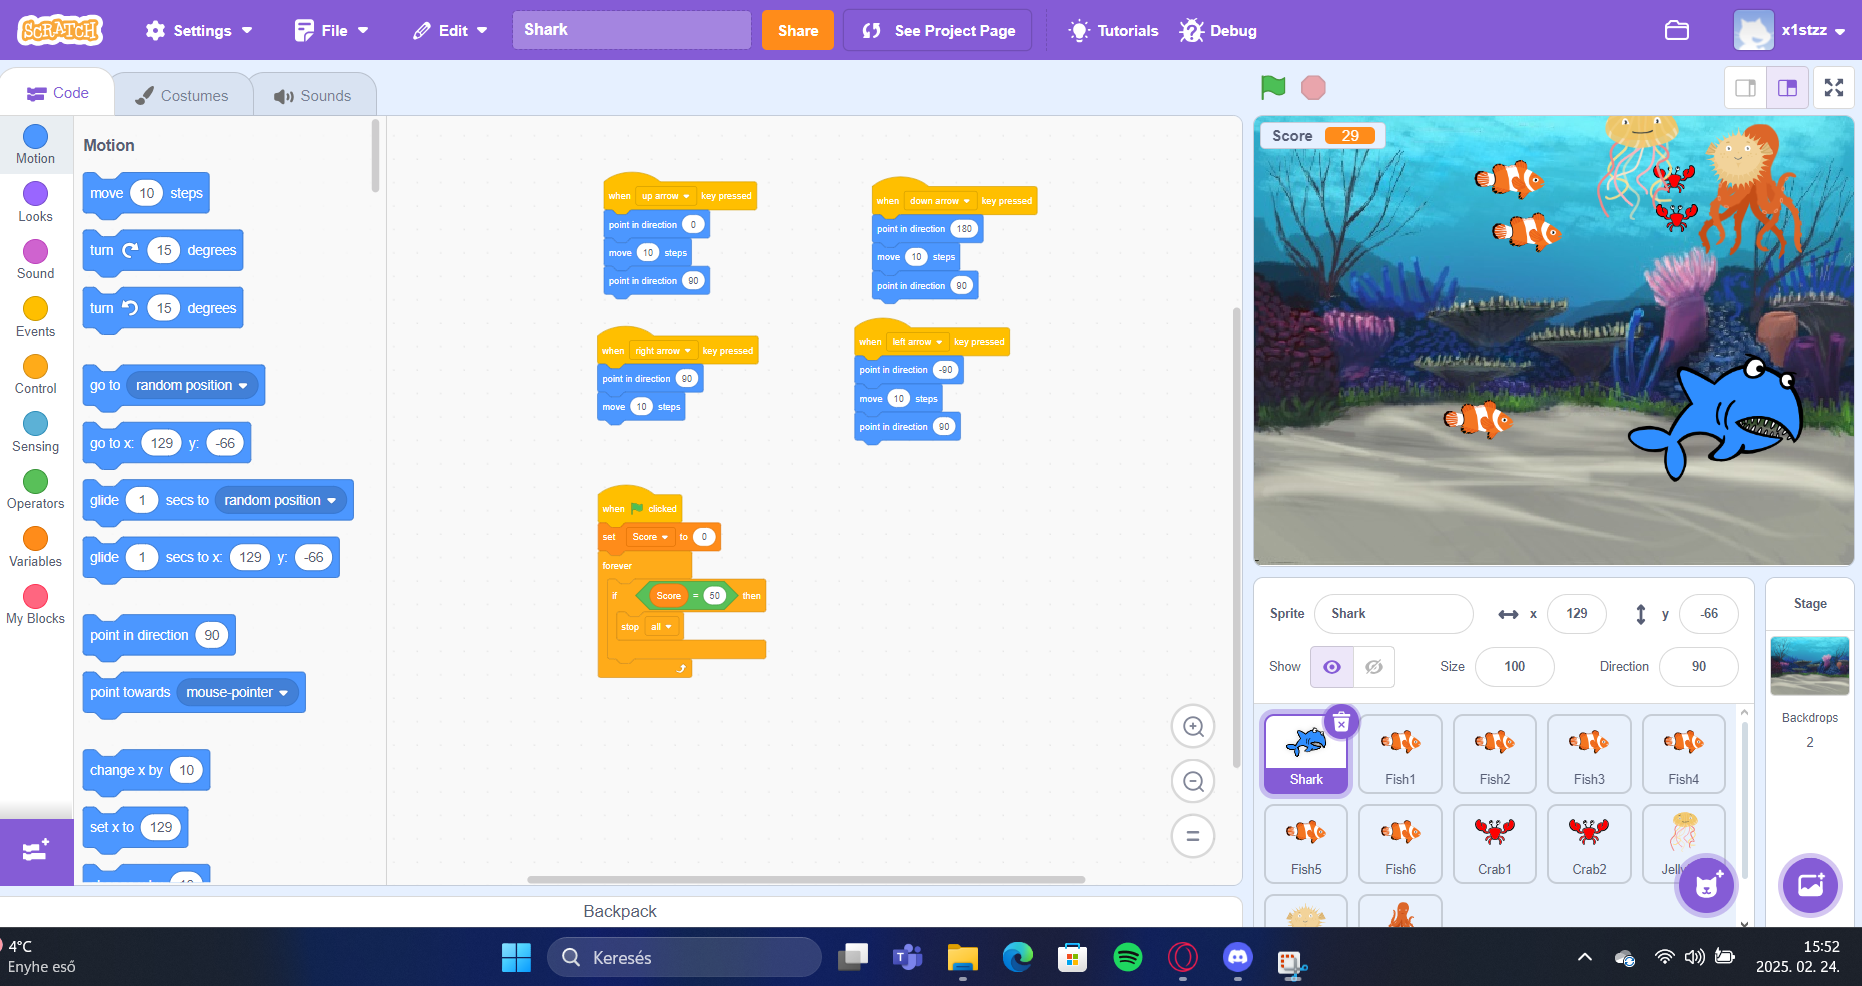 SCRATCH
Settings
File
Edit
Shark
Share
See Project Page
Tutorials
Debug
x1stzz
Code
Costumes
Sounds
Motion
Looks
Sound
Events
Control
Sensing
Operators
Variables
My Blocks
Motion
move 10 steps
turn 15 degrees
turn 15 degrees
go to random position
go to x: 129 y: -66
glide 1 secs to random position
glide 1 secs to x: 129 y: -66
point in direction 90
point towards mouse-pointer
change x by 10
set x to 129
when up arrow key pressed
point in direction 0
move 10 steps
point in direction 90
when down arrow key pressed
point in direction 180
move 10 steps
point in direction 90
when right arrow key pressed
point in direction 90
move 10 steps
when left arrow key pressed
point in direction -90
move 10 steps
point in direction 90
when clicked
set Score to 0
forever
if Score = 50 then
stop all
Backpack
Score 29
Sprite Shark x 129 y -66
Show Size 100 Direction 90
Shark
Fish1
Fish2
Fish3
Fish4
Fish5
Fish6
Crab1
Crab2
Stage
Backdrops
2
4°C
Enyhe eső
Keresés
15:52
2025. 02. 24.